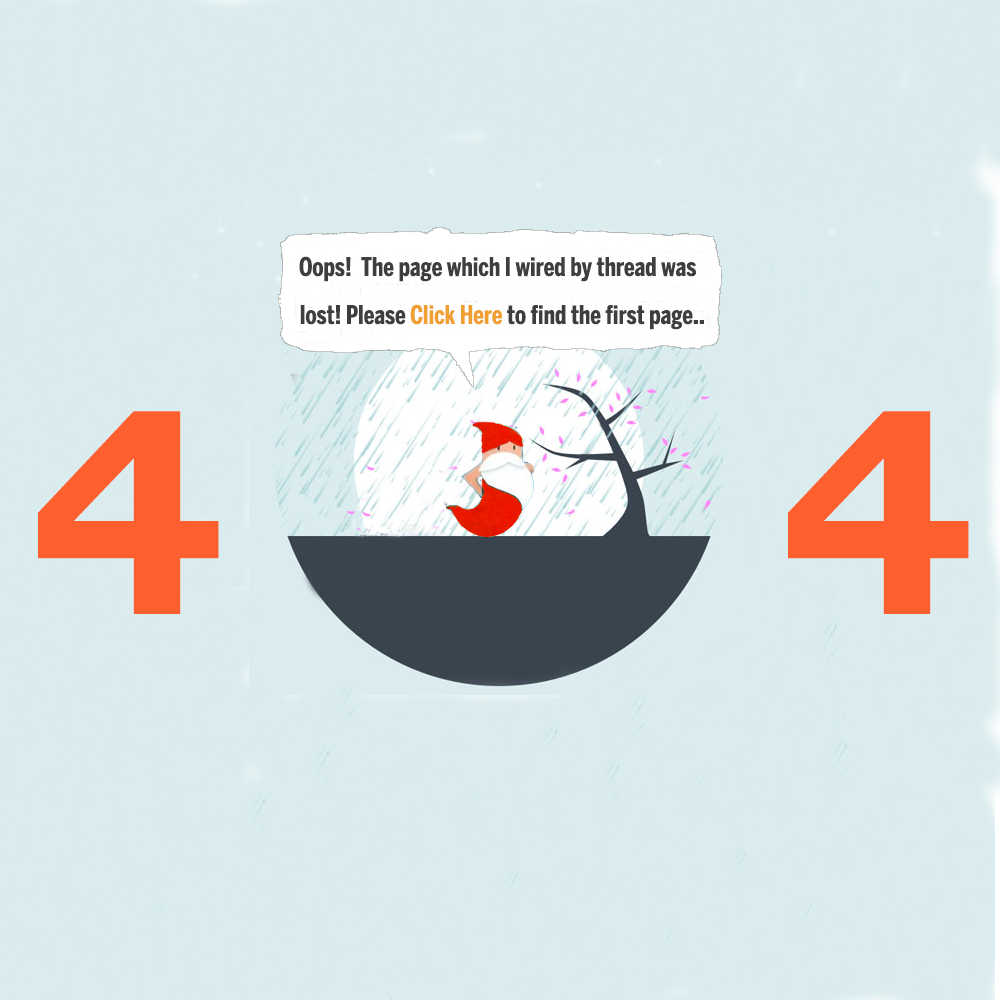 Oops! The page which I wired by thread was
lost! Please Click Here to find the first page..
4 4